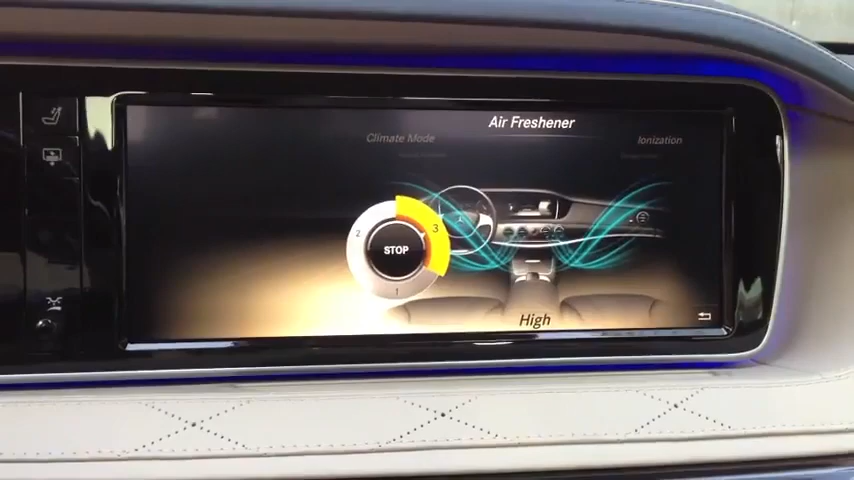 Air Freshener
Climate Mode
Ionization
2
3
STOP
1
High